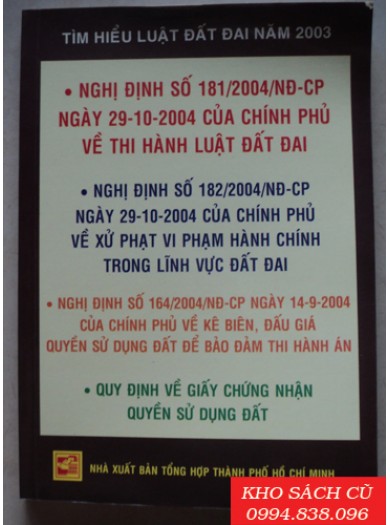 TÌM HIỂU LUẬT ĐẤT ĐAI NĂM 2003
• NGHỊ ĐỊNH SỐ 181/2004/NĐ-CP
NGÀY 29-10-2004 CỦA CHÍNH PHỦ
VỀ THI HÀNH LUẬT ĐẤT ĐAI
• NGHỊ ĐỊNH SỐ 182/2004/NĐ-CP
NGÀY 29-10-2004 CỦA CHÍNH PHỦ
VỀ XỬ PHẠT VI PHẠM HÀNH CHÍNH
TRONG LĨNH VỰC ĐẤT ĐAI
• NGHỊ ĐỊNH SỐ 164/2004/NĐ-CP NGÀY 14-9-2004
CỦA CHÍNH PHỦ VỀ KÊ BIÊN, ĐẤU GIÁ
QUYỀN SỬ DỤNG ĐẤT ĐỂ BẢO ĐẢM THI HÀNH ÁN
• QUY ĐỊNH VỀ GIẤY CHỨNG NHẬN
QUYỀN SỬ DỤNG ĐẤT
NHÀ XUẤT BẢN TỔNG HỢP THÀNH PHỐ HỒ CHÍ MINH
KHO SÁCH CŨ
0994.838.096